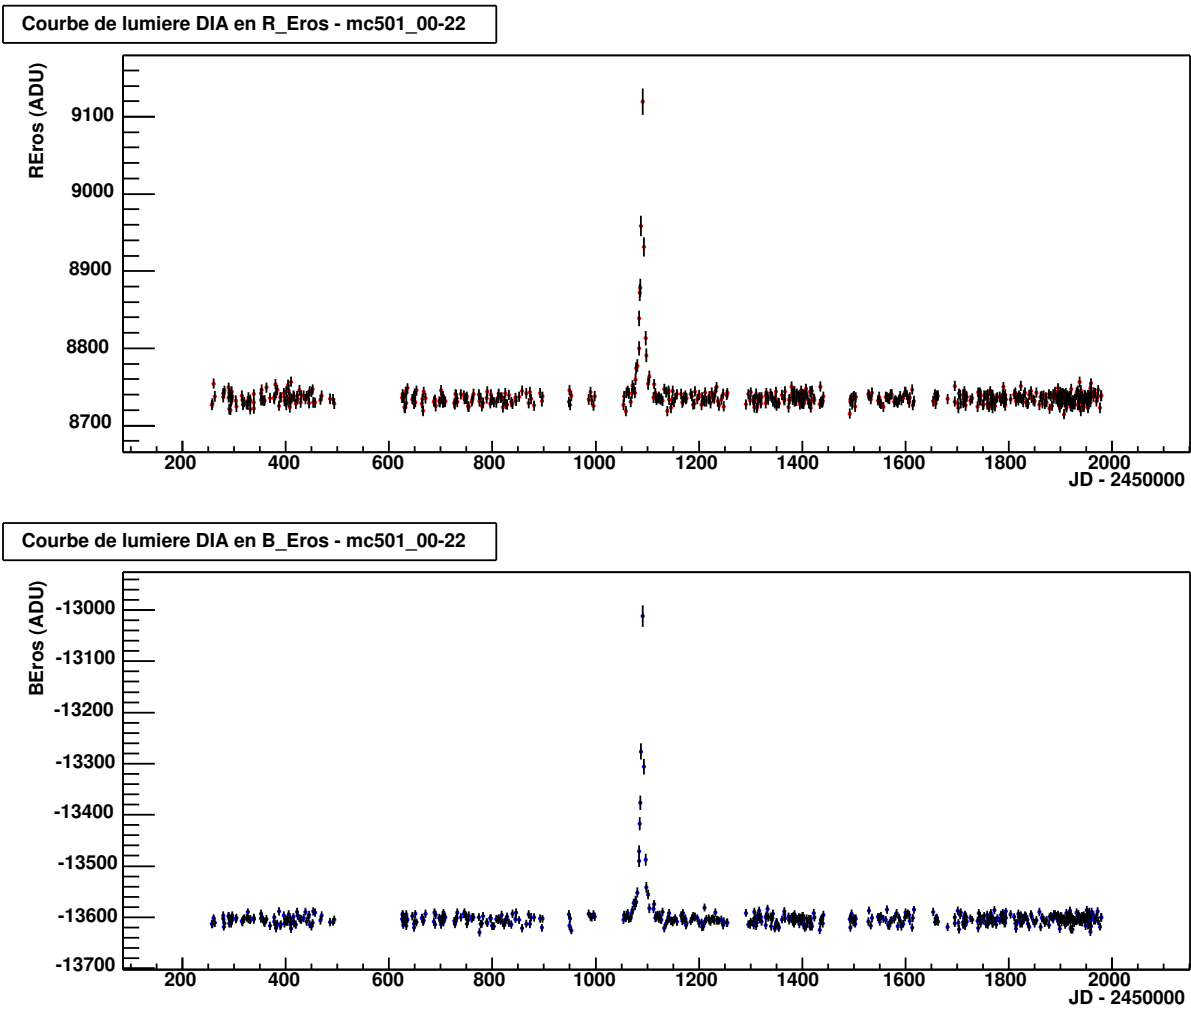 Courbe de lumiere DIA en R_Eros - mc501_00-22
REros (ADU)
9100
9000
8900
8800
8700
200 400 600 800 1000 1200 1400 1600 1800 2000
JD - 2450000
Courbe de lumiere DIA en B_Eros - mc501_00-22
BEros (ADU)
-13000
-13100
-13200
-13300
-13400
-13500
-13600
-13700
200 400 600 800 1000 1200 1400 1600 1800 2000
JD - 2450000